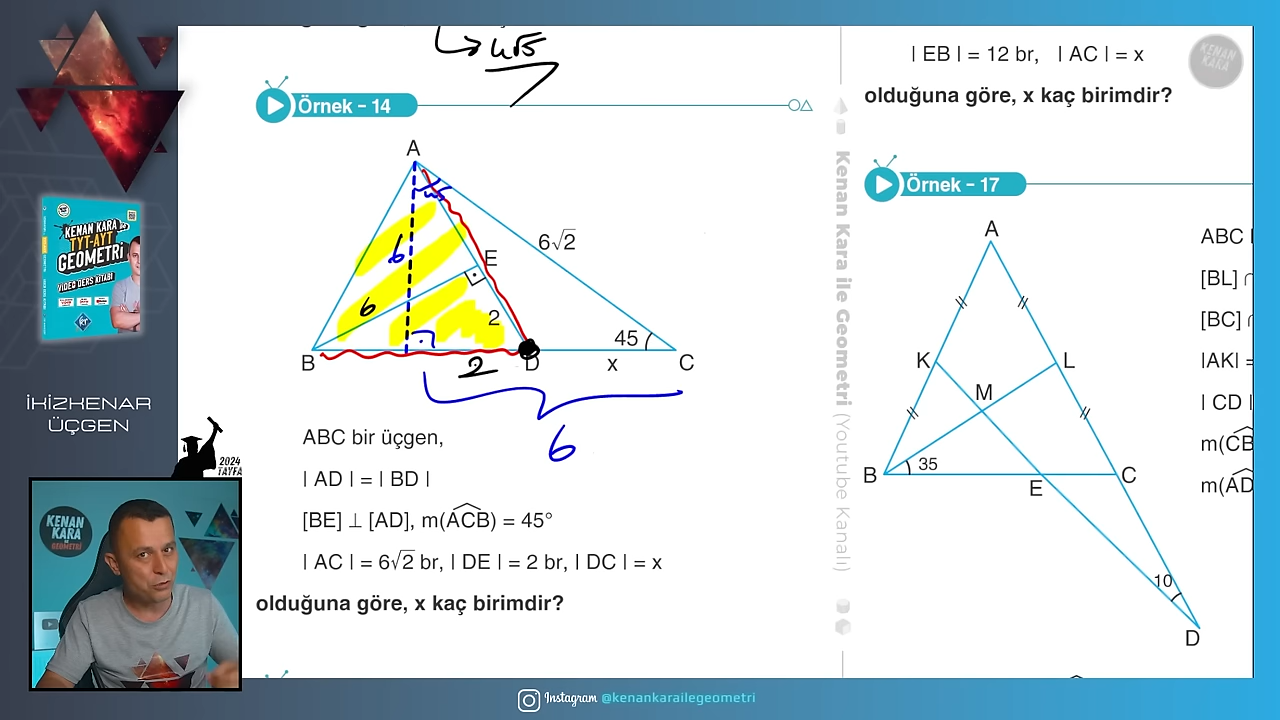 4√5
Örnek – 14
A
6√2
45
6
E
6
2
45
B
2
D
x
C
6
ABC bir üçgen,
| AD | = | BD |
[BE] ⊥ [AD], m(ACB) = 45°
| AC | = 6√2 br, | DE | = 2 br, | DC | = x
olduğuna göre, x kaç birimdir?
Kenan Kara ile Geometri (Youtube Kanalı)
| EB | = 12 br, | AC | = x
olduğuna göre, x kaç birimdir?
KENAN
KARA
Örnek – 17
A
K
L
M
B
35
E
C
10
D
ABC
[BL]
[BC]
|AK| =
| CD |
m(CB
m(AD
KENAN KARA
TYT-AYT
GEOMETRİ
VİDEO DERS KİTABI
İKİZKENAR
ÜÇGEN
2024
TAYFA
KENAN
KARA
GEOMETRİ
Instagram @kenankarailegeometri